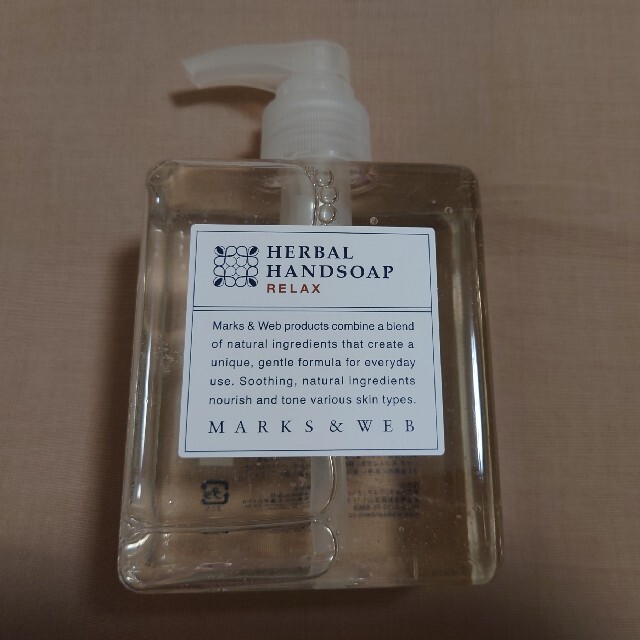 HERBAL
HANDSOAP
RELAX
Marks & Web products combine a blend
of natural ingredients that create a
unique, gentle formula for everyday
use. Soothing, natural ingredients
nourish and tone various skin types.
MARKS & WEB